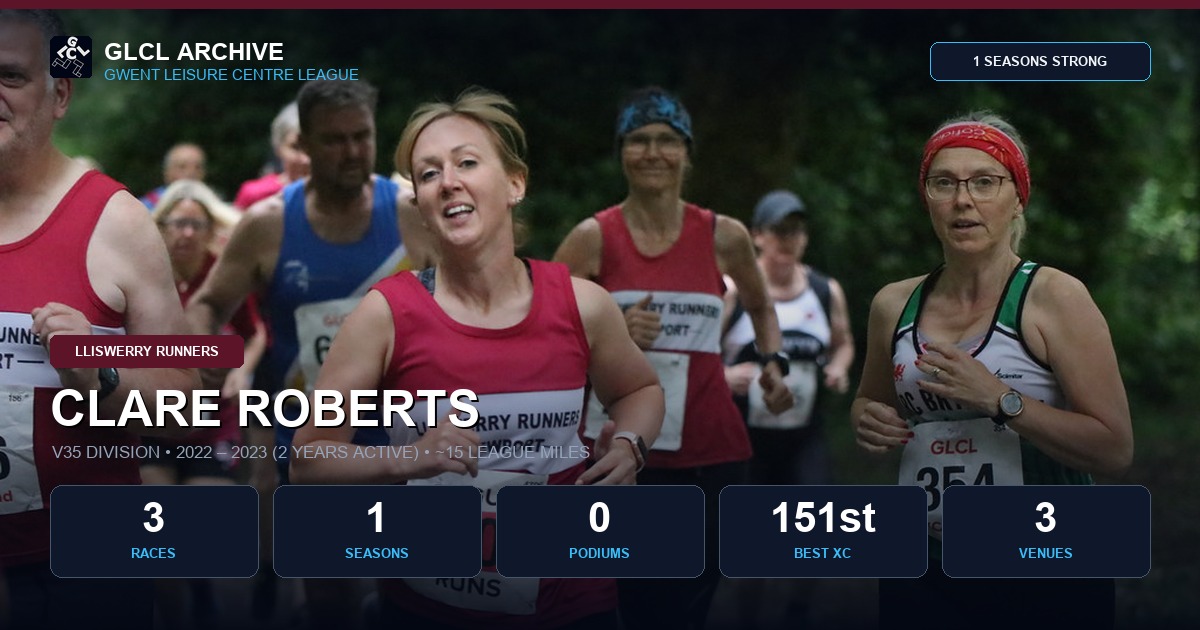 GLCL ARCHIVE
GWENT LEISURE CENTRE LEAGUE
1 SEASONS STRONG
LLISWERRY RUNNERS
CLARE ROBERTS
V35 DIVISION • 2022 – 2023 (2 YEARS ACTIVE) • ~15 LEAGUE MILES
3
RACES
1
SEASONS
0
PODIUMS
151st
BEST XC
3
VENUES
RUNNERS
GLCL
354
RUNS